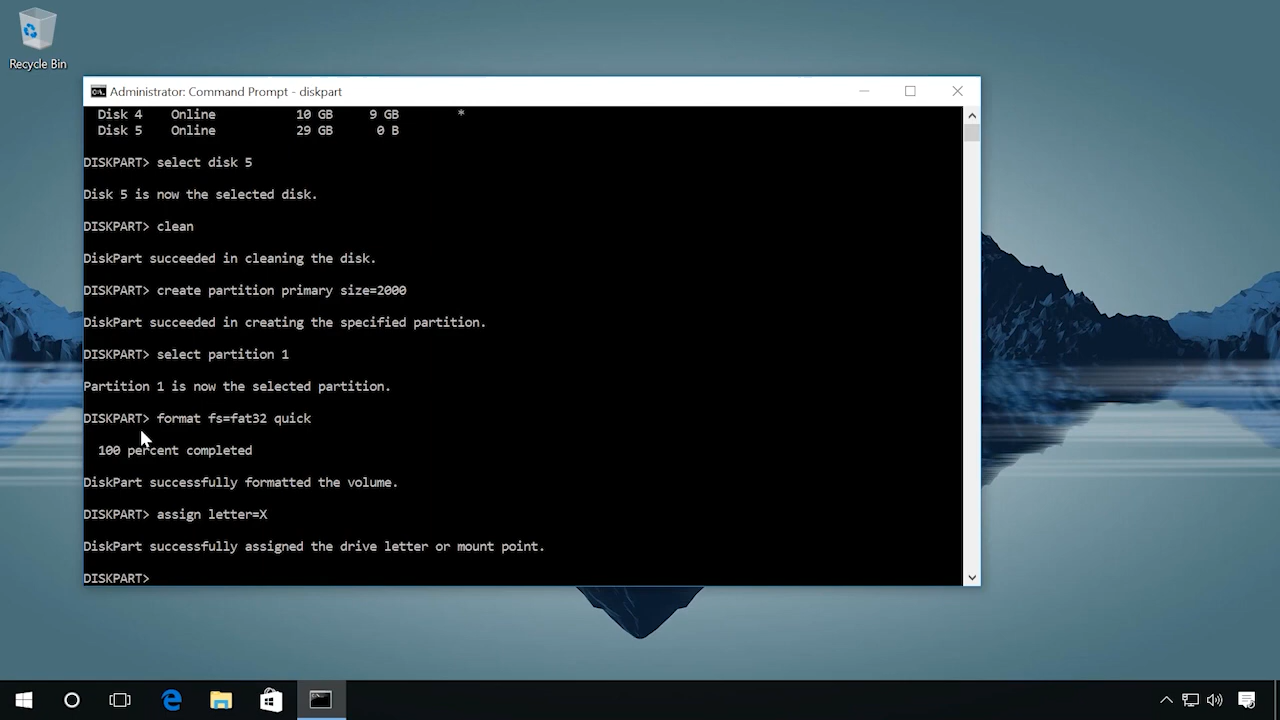 Recycle Bin
Administrator: Command Prompt - diskpart
Disk 4 Online 10 GB 9 GB *
Disk 5 Online 29 GB 0 B
DISKPART> select disk 5
Disk 5 is now the selected disk.
DISKPART> clean
DiskPart succeeded in cleaning the disk.
DISKPART> create partition primary size=2000
DiskPart succeeded in creating the specified partition.
DISKPART> select partition 1
Partition 1 is now the selected partition.
DISKPART> format fs=fat32 quick
100 percent completed
DiskPart successfully formatted the volume.
DISKPART> assign letter=X
DiskPart successfully assigned the drive letter or mount point.
DISKPART>